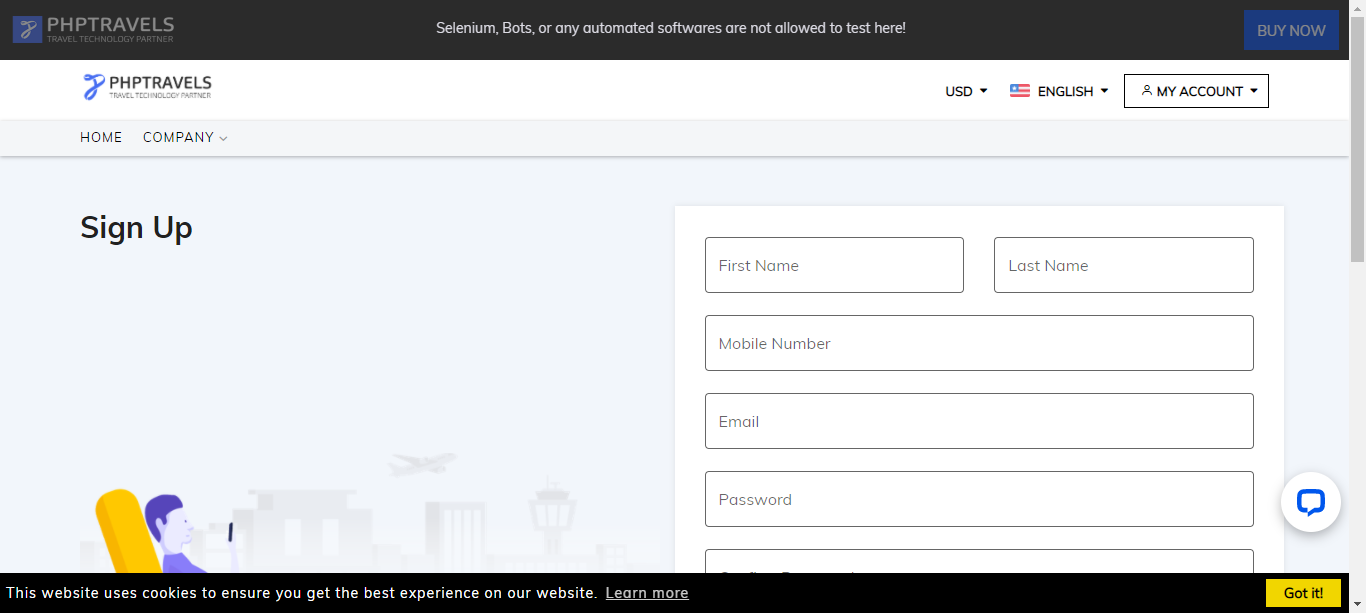 PHPTRAVELS
TRAVEL TECHNOLOGY PARTNER
Selenium, Bots, or any automated softwares are not allowed to test here!
BUY NOW
PHPTRAVELS
TRAVEL TECHNOLOGY PARTNER
USD
ENGLISH
MY ACCOUNT
HOME
COMPANY
Sign Up
First Name
Last Name
Mobile Number
Email
Password
This website uses cookies to ensure you get the best experience on our website. Learn more
Got it!